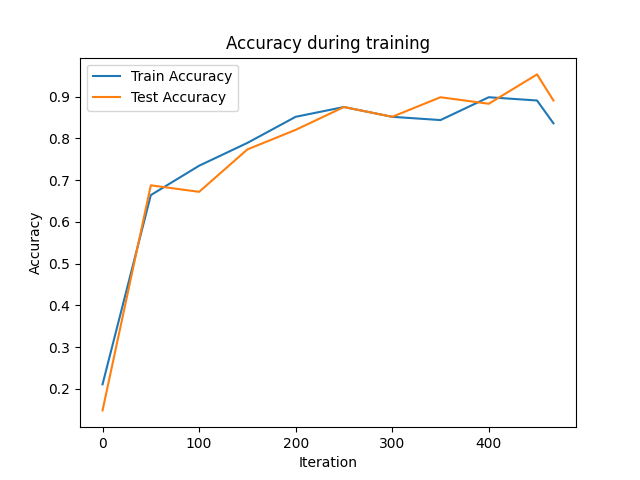 Accuracy during training
Train Accuracy
Test Accuracy
0.9
0.8
0.7
0.6
0.5
0.4
0.3
0.2
Accuracy
0 100 200 300 400
Iteration